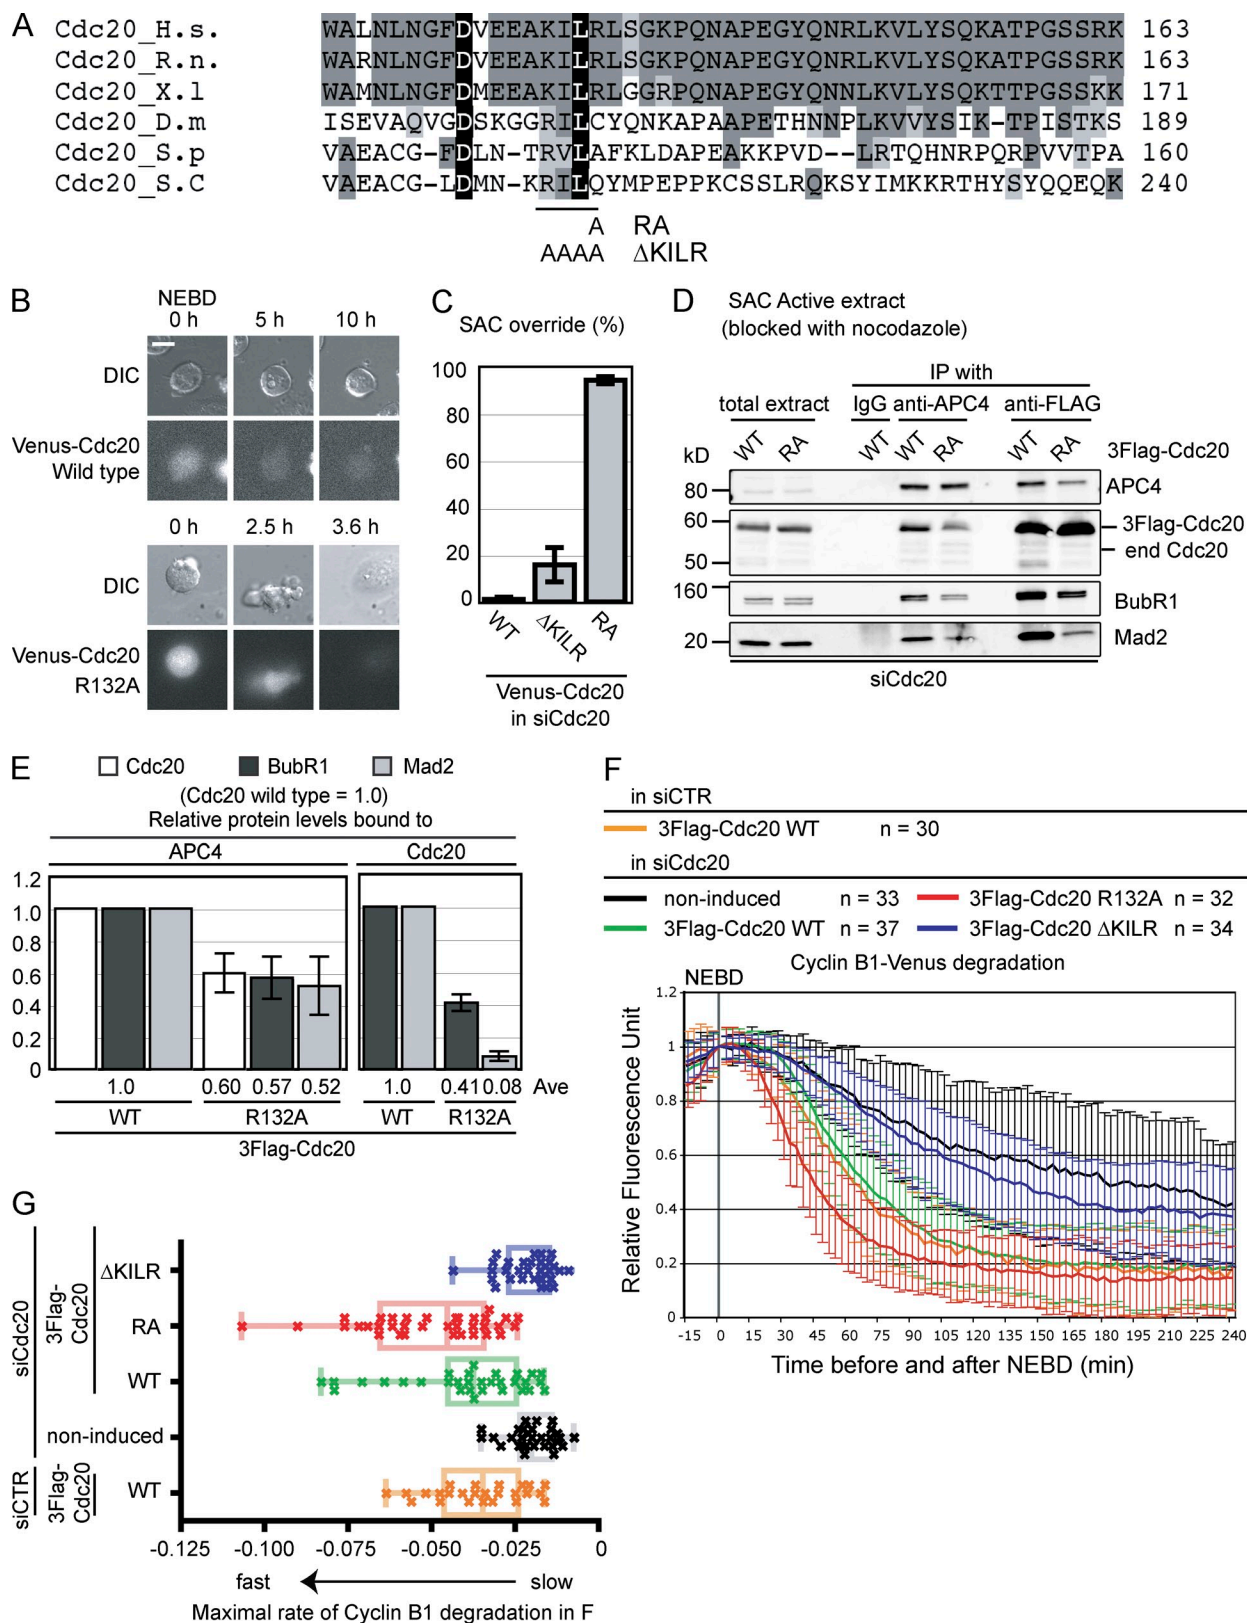 A
Cdc20_H.s. WALNLNGFDVEEAKILRLSGKPQNAPEGYQNRLKVLYSQKATPGSSRK 163
Cdc20_R.n. WARNLNGFDVEEAKILRLSGKPQNAPEGYQNRLKVLYSQKATPGSSRK 163
Cdc20_X.l WAMNLNGFDMEEAKILRLGGRPQNAPEGYQNNLKVLYSQKTTPGSSKK 171
Cdc20_D.m ISEVAQVGDSKGGRILCYQNKAPAAPETHNNPLKVVYSIK-TPISTKS 189
Cdc20_S.p VAEACG-FDLN-TRVLAFKLDAPEAKKPVD--LRTQHNRPQRPVVTPA 160
Cdc20_S.C VAEACG-LDMN-KRILQYMPEPPKCSSLRQKSYIMKKRTHYSYQQEQK 240
A RA
AAAA ΔKILR
B
NEBD
0 h 5 h 10 h
DIC
Venus-Cdc20
Wild type
0 h 2.5 h 3.6 h
DIC
Venus-Cdc20
R132A
C
SAC override (%)
100
80
60
40
20
0
WT ΔKILR RA
Venus-Cdc20
in siCdc20
D
SAC Active extract
(blocked with nocodazole)
IP with
total extract IgG anti-APC4 anti-FLAG
kD WT RA WT WT RA WT RA 3Flag-Cdc20
80 APC4
60 3Flag-Cdc20
end Cdc20
50
160 BubR1
20 Mad2
siCdc20
E
Cdc20 BubR1 Mad2
(Cdc20 wild type = 1.0)
Relative protein levels bound to
APC4 Cdc20
1.2
1
0.8
0.6
0.4
0.2
0
1.0 0.60 0.57 0.52 1.0 0.41 0.08 Ave
WT R132A WT R132A
3Flag-Cdc20
F
in siCTR
3Flag-Cdc20 WT n = 30
in siCdc20
non-induced n = 33 3Flag-Cdc20 R132A n = 32
3Flag-Cdc20 WT n = 37 3Flag-Cdc20 ΔKILR n = 34
Cyclin B1-Venus degradation
NEBD
Relative Fluorescence Unit
1.2
1
0.8
0.6
0.4
0.2
0
-15 0 15 30 45 60 75 90 105 120 135 150 165 180 195 210 225 240
Time before and after NEBD (min)
G
siCdc20
3Flag-
Cdc20
ΔKILR
RA
WT
non-induced
siCTR
3Flag-
Cdc20
WT
-0.125 -0.100 -0.075 -0.050 -0.025 0
fast slow
Maximal rate of Cyclin B1 degradation in F